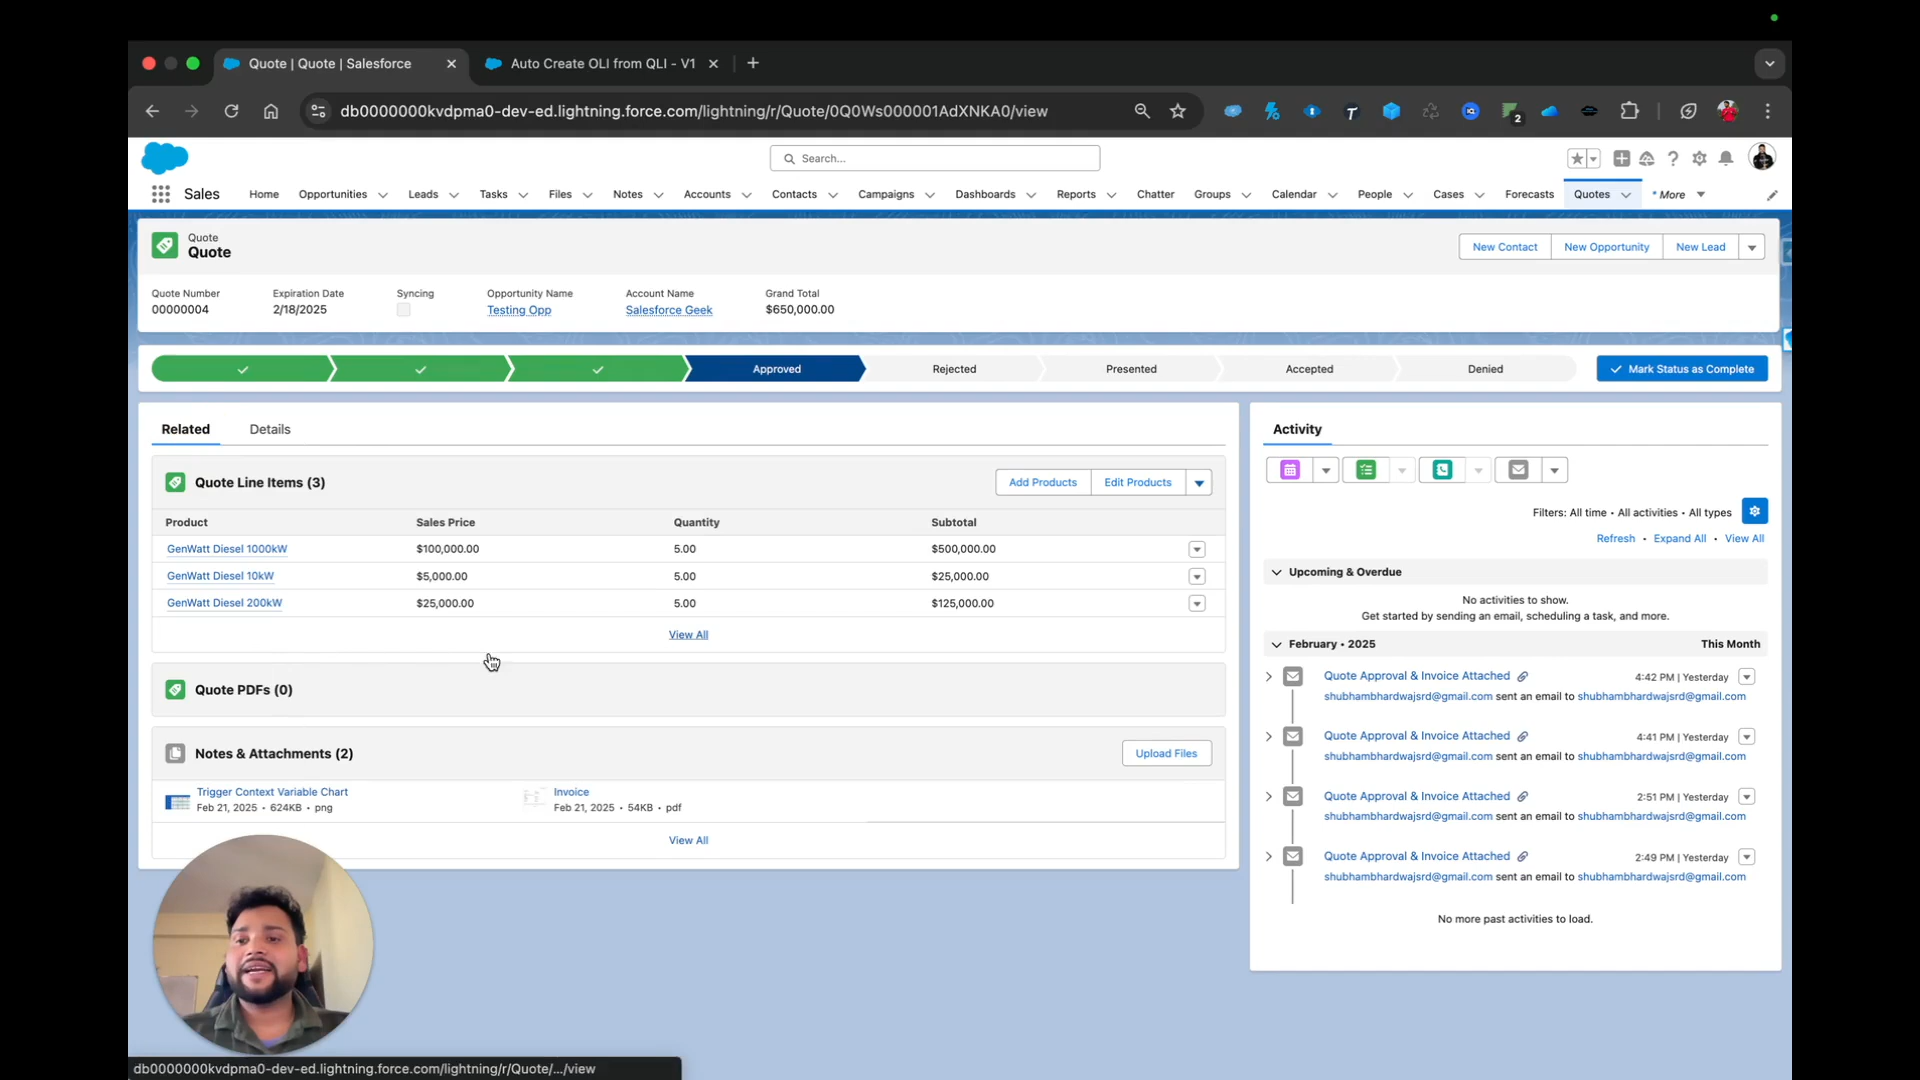 Quote | Quote | Salesforce
Auto Create OLI from QLI - V1
db0000000kvdpma0-dev-ed.lightning.force.com/lightning/r/Quote/0Q0Ws000001AdXNKA0/view
2
Search...
Sales Home Opportunities Leads Tasks Files Notes Accounts Contacts Campaigns Dashboards Reports Chatter Groups Calendar People Cases Forecasts Quotes * More
Quote
Quote
New Contact New Opportunity New Lead
Quote Number Expiration Date Syncing Opportunity Name Account Name Grand Total
00000004 2/18/2025 Testing Opp Salesforce Geek $650,000.00
Approved Rejected Presented Accepted Denied Mark Status as Complete
Related Details
Quote Line Items (3) Add Products Edit Products
Product Sales Price Quantity Subtotal
GenWatt Diesel 1000kW $100,000.00 5.00 $500,000.00
GenWatt Diesel 10kW $5,000.00 5.00 $25,000.00
GenWatt Diesel 200kW $25,000.00 5.00 $125,000.00
View All
Quote PDFs (0)
Notes & Attachments (2) Upload Files
Trigger Context Variable Chart
Feb 21, 2025 • 624KB • png
Invoice
Feb 21, 2025 • 54KB • pdf
View All
Activity
Filters: All time • All activities • All types
Refresh • Expand All • View All
Upcoming & Overdue
No activities to show.
Get started by sending an email, scheduling a task, and more.
February • 2025 This Month
Quote Approval & Invoice Attached 4:42 PM | Yesterday
shubhambhardwajsrd@gmail.com sent an email to shubhambhardwajsrd@gmail.com
Quote Approval & Invoice Attached 4:41 PM | Yesterday
shubhambhardwajsrd@gmail.com sent an email to shubhambhardwajsrd@gmail.com
Quote Approval & Invoice Attached 2:51 PM | Yesterday
shubhambhardwajsrd@gmail.com sent an email to shubhambhardwajsrd@gmail.com
Quote Approval & Invoice Attached 2:49 PM | Yesterday
shubhambhardwajsrd@gmail.com sent an email to shubhambhardwajsrd@gmail.com
No more past activities to load.
db0000000kvdpma0-dev-ed.lightning.force.com/lightning/r/Quote/.../view